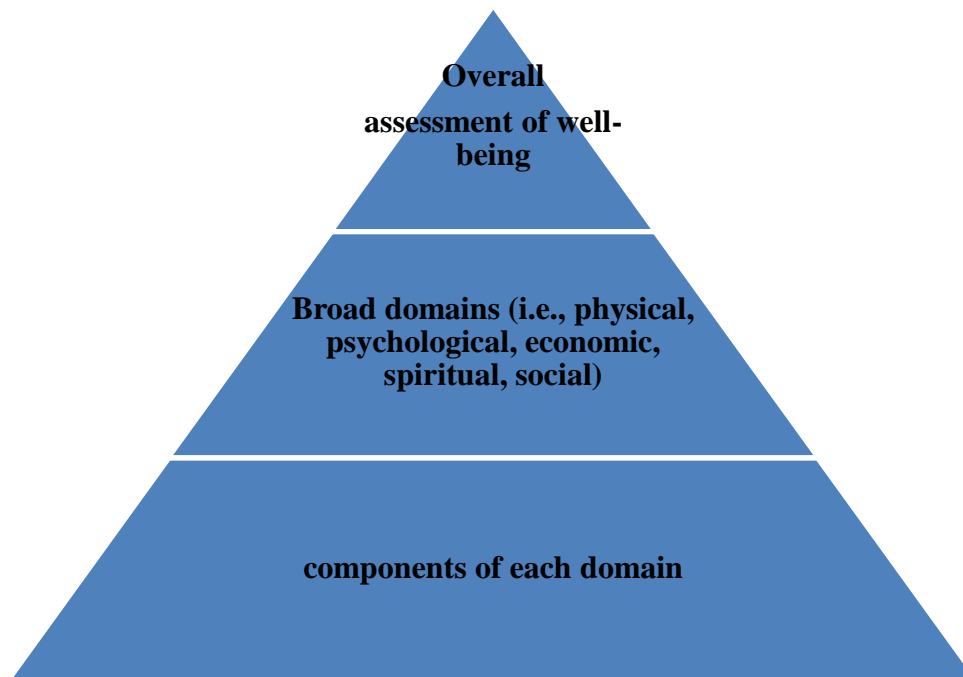 Overall
assessment of well-
being
Broad domains (i.e., physical,
psychological, economic,
spiritual, social)
components of each domain